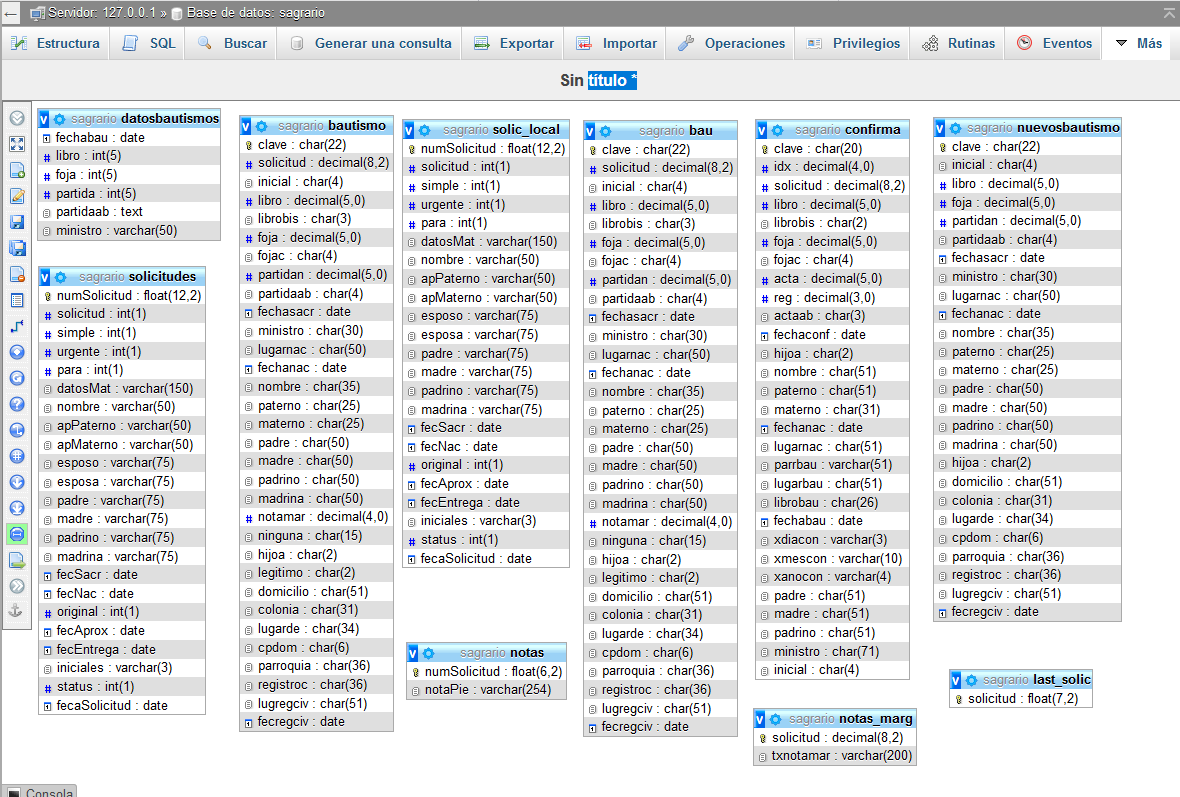 Servidor: 127.0.0.1 » Base de datos: sagrario
Estructura SQL Buscar Generar una consulta Exportar Importar Operaciones Privilegios Rutinas Eventos Más
Sin título *
sagrario datosbautismos
fechabau : date
libro : int(5)
foja : int(5)
partida : int(5)
partidaab : text
ministro : varchar(50)
sagrario solicitudes
numSolicitud : float(12,2)
solicitud : int(1)
simple : int(1)
urgente : int(1)
para : int(1)
datosMat : varchar(150)
nombre : varchar(50)
apPaterno : varchar(50)
apMaterno : varchar(50)
esposo : varchar(75)
esposa : varchar(75)
padre : varchar(75)
madre : varchar(75)
padrino : varchar(75)
madrina : varchar(75)
fecSacr : date
fecNac : date
original : int(1)
fecAprox : date
fecEntrega : date
iniciales : varchar(3)
status : int(1)
fecaSolicitud : date
sagrario bautismo
clave : char(22)
solicitud : decimal(8,2)
inicial : char(4)
libro : decimal(5,0)
librobis : char(3)
foja : decimal(5,0)
fojac : char(4)
partidan : decimal(5,0)
partidaab : char(4)
fechasacr : date
ministro : char(30)
lugarnac : char(50)
fechanac : date
nombre : char(35)
paterno : char(25)
materno : char(25)
padre : char(50)
madre : char(50)
padrino : char(50)
madrina : char(50)
notamar : decimal(4,0)
ninguna : char(15)
hijoa : char(2)
legitimo : char(2)
domicilio : char(51)
colonia : char(31)
lugarde : char(34)
cpdom : char(6)
parroquia : char(36)
registroc : char(36)
lugregciv : char(51)
fecregciv : date
sagrario solic_local
numSolicitud : float(12,2)
solicitud : int(1)
simple : int(1)
urgente : int(1)
para : int(1)
datosMat : varchar(150)
nombre : varchar(50)
apPaterno : varchar(50)
apMaterno : varchar(50)
esposo : varchar(75)
esposa : varchar(75)
padre : varchar(75)
madre : varchar(75)
padrino : varchar(75)
madrina : varchar(75)
fecSacr : date
fecNac : date
original : int(1)
fecAprox : date
fecEntrega : date
iniciales : varchar(3)
status : int(1)
fecaSolicitud : date
sagrario notas
numSolicitud : float(6,2)
notaPie : varchar(254)
sagrario bau
clave : char(22)
solicitud : decimal(8,2)
inicial : char(4)
libro : decimal(5,0)
librobis : char(3)
foja : decimal(5,0)
fojac : char(4)
partidan : decimal(5,0)
partidaab : char(4)
fechasacr : date
ministro : char(30)
lugarnac : char(50)
fechanac : date
nombre : char(35)
paterno : char(25)
materno : char(25)
padre : char(50)
madre : char(50)
padrino : char(50)
madrina : char(50)
notamar : decimal(4,0)
ninguna : char(15)
hijoa : char(2)
legitimo : char(2)
domicilio : char(51)
colonia : char(31)
lugarde : char(34)
cpdom : char(6)
parroquia : char(36)
registroc : char(36)
lugregciv : char(51)
fecregciv : date
sagrario confirma
clave : char(20)
idx : decimal(4,0)
solicitud : decimal(8,2)
libro : decimal(5,0)
librobis : char(2)
foja : decimal(5,0)
fojac : char(4)
acta : decimal(5,0)
reg : decimal(3,0)
actaab : char(3)
fechaconf : date
hijoa : char(2)
nombre : char(51)
paterno : char(51)
materno : char(31)
fechanac : date
lugarnac : char(51)
parrbau : varchar(51)
lugarbau : char(51)
librobau : char(26)
fechabau : date
xdiacon : varchar(3)
xmescon : varchar(10)
xanocon : varchar(4)
padre : char(51)
madre : char(51)
padrino : char(51)
ministro : char(71)
inicial : char(4)
sagrario notas_marg
solicitud : decimal(8,2)
txnotamar : varchar(200)
sagrario nuevosbautismo
clave : char(22)
inicial : char(4)
libro : decimal(5,0)
foja : decimal(5,0)
partidan : decimal(5,0)
partidaab : char(4)
fechasacr : date
ministro : char(30)
lugarnac : char(50)
fechanac : date
nombre : char(35)
paterno : char(25)
materno : char(25)
padre : char(50)
madre : char(50)
padrino : char(50)
madrina : char(50)
hijoa : char(2)
domicilio : char(51)
colonia : char(31)
lugarde : char(34)
cpdom : char(6)
parroquia : char(36)
registroc : char(36)
lugregciv : char(51)
fecregciv : date
sagrario last_solic
solicitud : float(7,2)
Consola